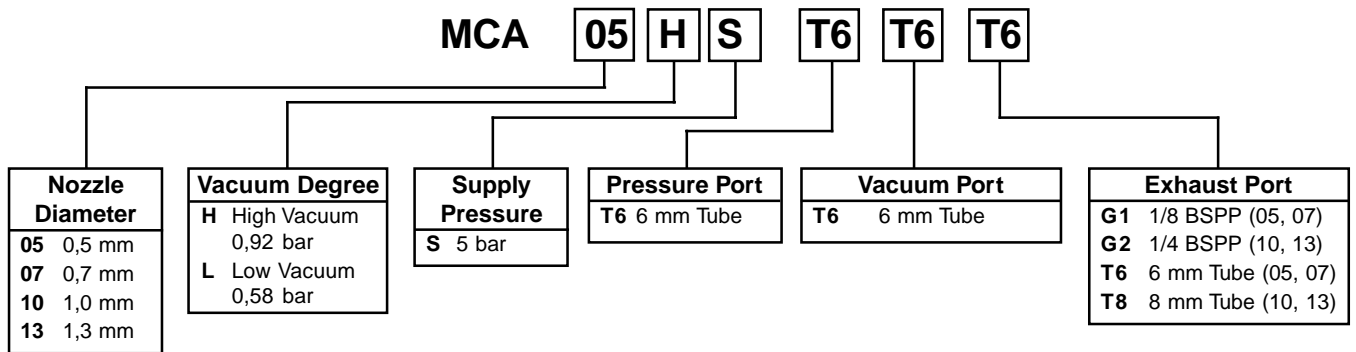 MCA 05 H S T6 T6 T6
Nozzle
Diameter
05 0,5 mm
07 0,7 mm
10 1,0 mm
13 1,3 mm
Vacuum Degree
H High Vacuum
0,92 bar
L Low Vacuum
0,58 bar
Supply
Pressure
S 5 bar
Pressure Port
T6 6 mm Tube
Vacuum Port
T6 6 mm Tube
Exhaust Port
G1 1/8 BSPP (05, 07)
G2 1/4 BSPP (10, 13)
T6 6 mm Tube (05, 07)
T8 8 mm Tube (10, 13)